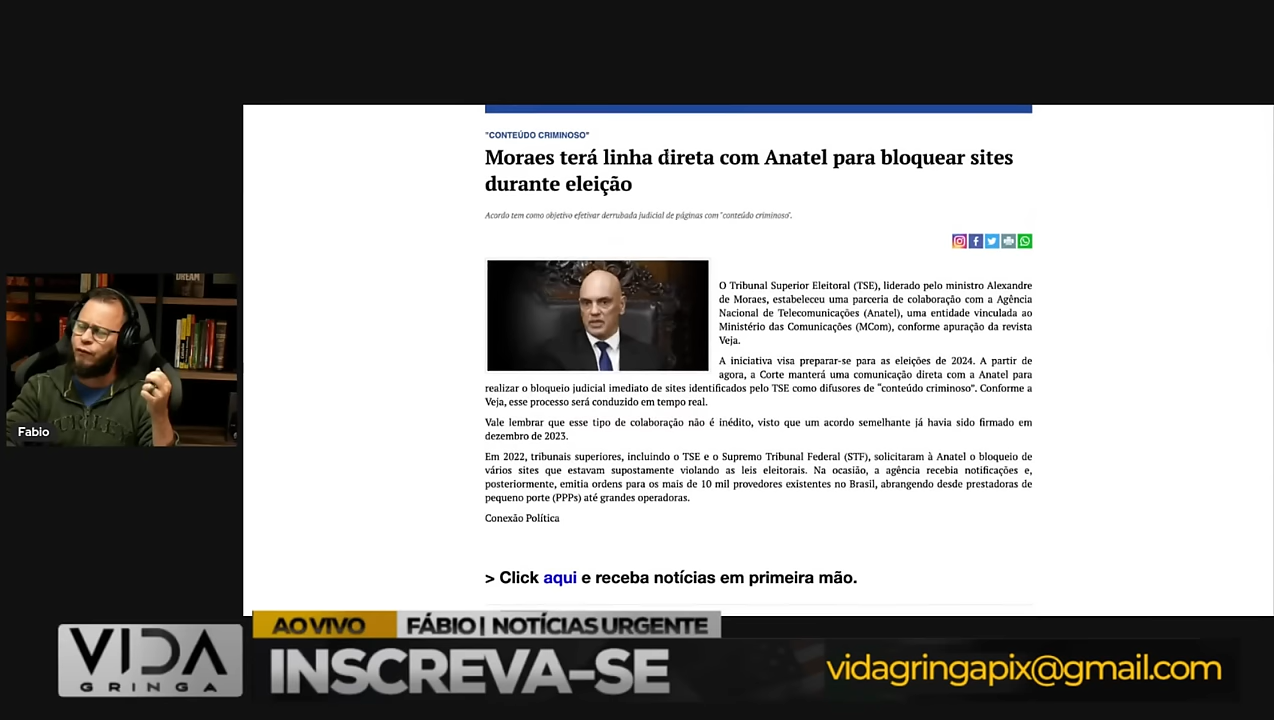 "CONTEÚDO CRIMINOSO"
Moraes terá linha direta com Anatel para bloquear sites
durante eleição
Acordo tem como objetivo efetivar derrubada judicial de páginas com "conteúdo criminoso".
O Tribunal Superior Eleitoral (TSE), liderado pelo ministro Alexandre
de Moraes, estabeleceu uma parceria de colaboração com a Agência
Nacional de Telecomunicações (Anatel), uma entidade vinculada ao
Ministério das Comunicações (MCom), conforme apuração da revista
Veja.
A iniciativa visa preparar-se para as eleições de 2024. A partir de
agora, a Corte manterá uma comunicação direta com a Anatel para
realizar o bloqueio judicial imediato de sites identificados pelo TSE como difusores de “conteúdo criminoso”. Conforme a
Veja, esse processo será conduzido em tempo real.
Vale lembrar que esse tipo de colaboração não é inédito, visto que um acordo semelhante já havia sido firmado em
dezembro de 2023.
Em 2022, tribunais superiores, incluindo o TSE e o Supremo Tribunal Federal (STF), solicitaram à Anatel o bloqueio de
vários sites que estavam supostamente violando as leis eleitorais. Na ocasião, a agência recebia notificações e,
posteriormente, emitia ordens para os mais de 10 mil provedores existentes no Brasil, abrangendo desde prestadoras de
pequeno porte (PPPs) até grandes operadoras.
Conexão Política
> Click aqui e receba notícias em primeira mão.
DREAM
Fabio
AO VIVO FÁBIO | NOTÍCIAS URGENTE
VIDA
GRINGA
INSCREVA-SE
vidagringapix@gmail.com